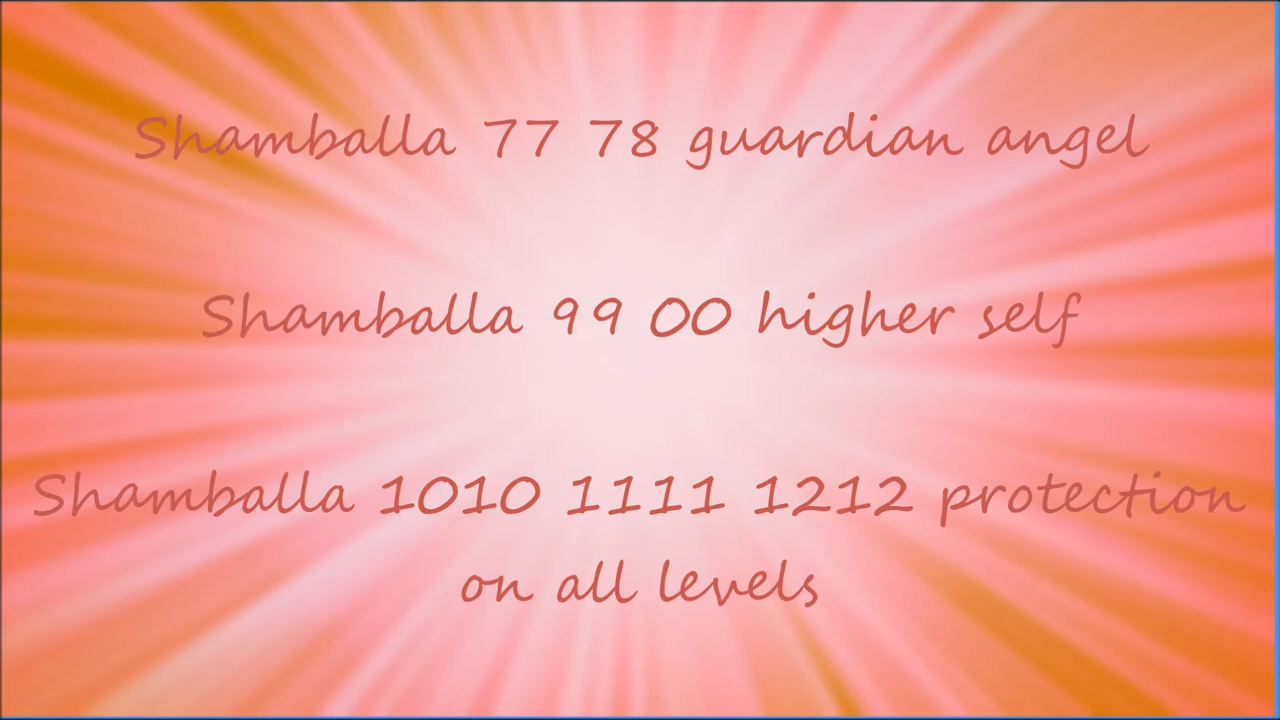 Shamballa 77 78 guardian angel
Shamballa 99 00 higher self
Shamballa 1010 1111 1212 protection
on all levels